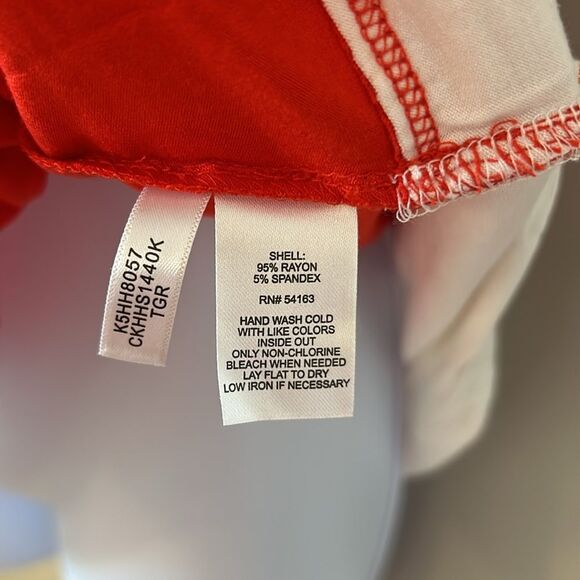 K5HH8057
CKHHS1440K
TGR
SHELL:
95% RAYON
5% SPANDEX
RN# 54163
HAND WASH COLD
WITH LIKE COLORS
INSIDE OUT
ONLY NON-CHLORINE
BLEACH WHEN NEEDED
LAY FLAT TO DRY
LOW IRON IF NECESSARY